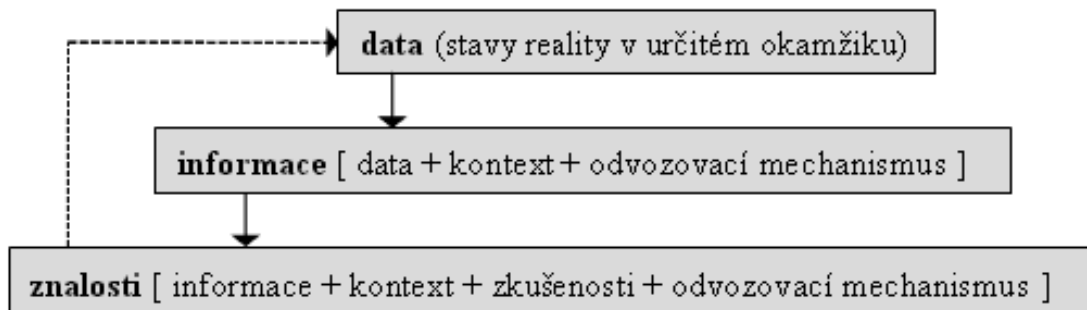 data (stavy reality v určitém okamžiku)
informace [ data + kontext + odvozovací mechanismus ]
znalosti [ informace + kontext + zkušenosti + odvozovací mechanismus ]